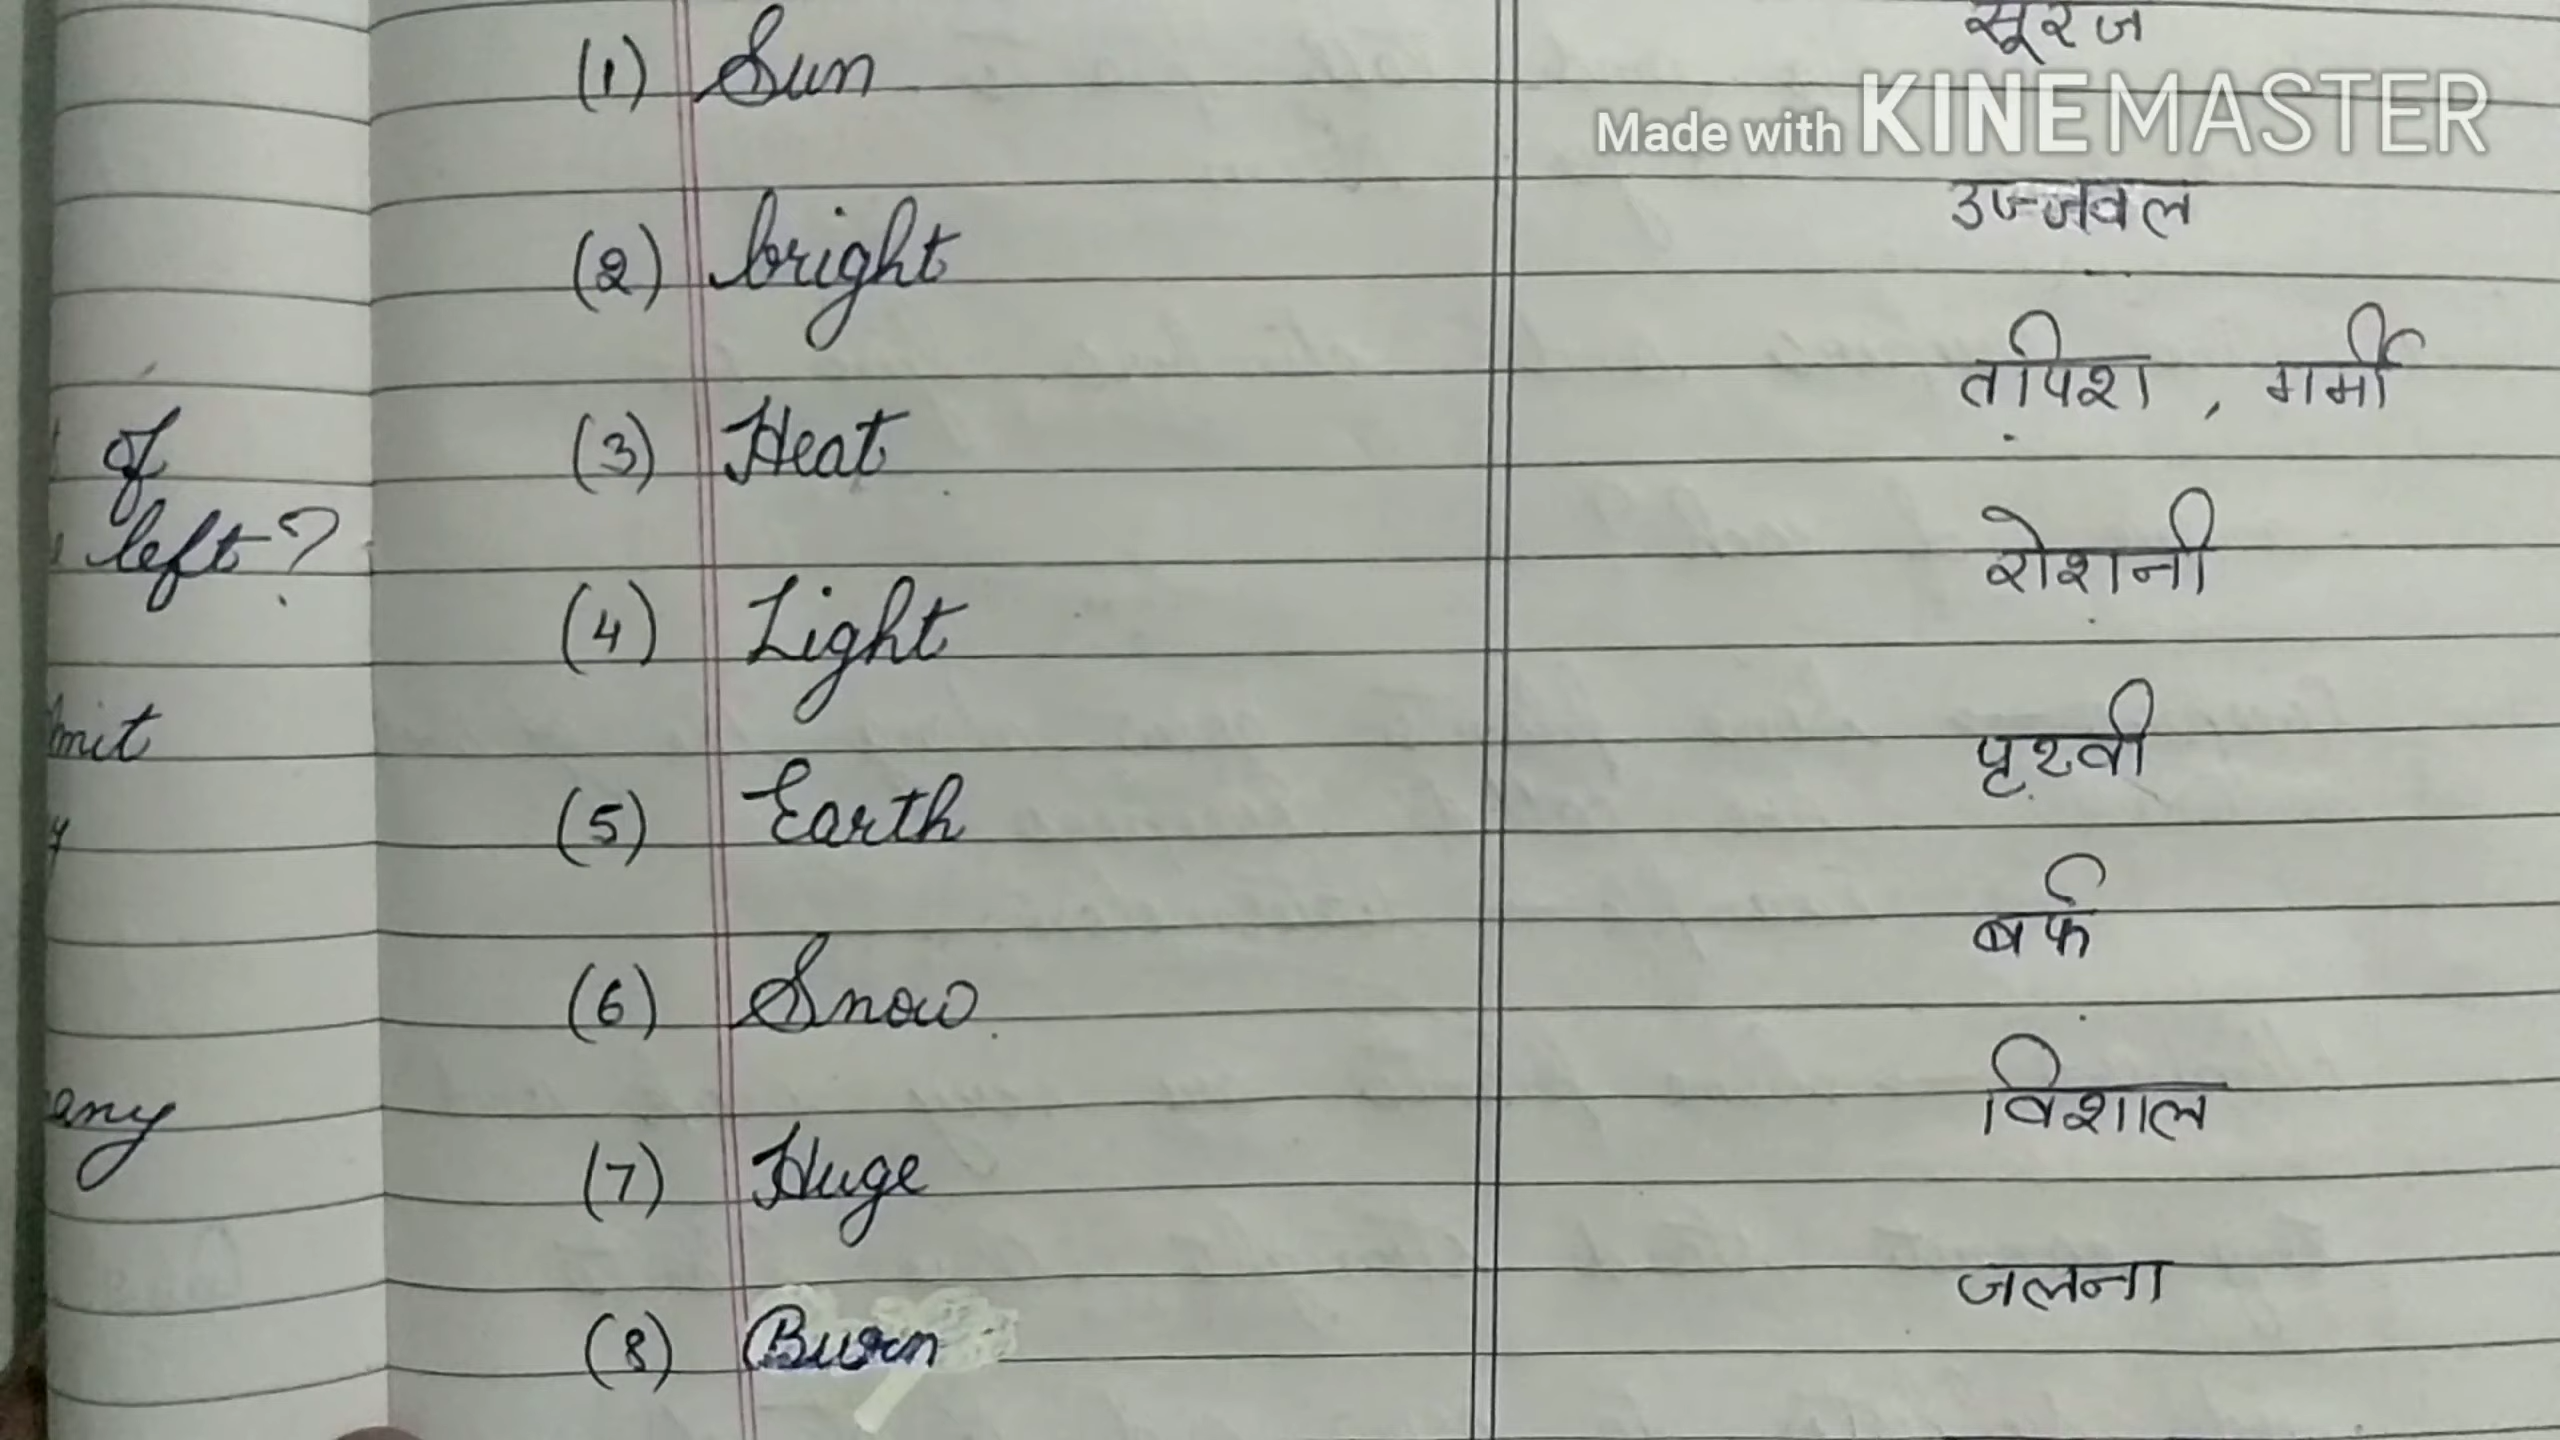 सूरज
(1) Sun
Made with KINEMASTER
उज्जवल
(2) bright
तपिश, गर्मी
(3) Heat
of
रोशनी
left?
(4) Light
mit
पृथ्वी
(5) Earth
बर्फ
(6) Snow
विशाल
any
(7) Huge
जलना
(8) Burn